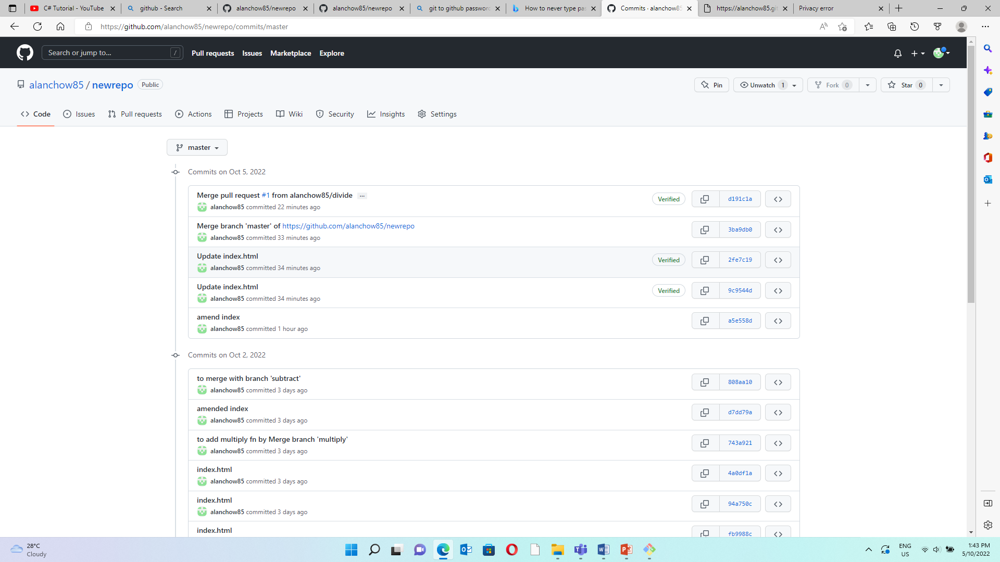 C# Tutorial - YouTube
github - Search
alanchow85/newrepo
alanchow85/newrepo
git to github password
How to never type pas
Commits · alanchow85
https://alanchow85.git
Privacy error
https://github.com/alanchow85/newrepo/commits/master
Search or jump to...
/
Pull requests
Issues
Marketplace
Explore
alanchow85 / newrepo
Public
Pin
Unwatch 1
Fork 0
Star 0
Code
Issues
Pull requests
Actions
Projects
Wiki
Security
Insights
Settings
master
Commits on Oct 5, 2022
Merge pull request #1 from alanchow85/divide ...
alanchow85 committed 22 minutes ago
Verified
d191c1a
Merge branch 'master' of https://github.com/alanchow85/newrepo
alanchow85 committed 33 minutes ago
3ba9db0
Update index.html
alanchow85 committed 34 minutes ago
Verified
2fe7c19
Update index.html
alanchow85 committed 34 minutes ago
Verified
9c9544d
amend index
alanchow85 committed 1 hour ago
a5e558d
Commits on Oct 2, 2022
to merge with branch 'subtract'
alanchow85 committed 3 days ago
808aa10
amended index
alanchow85 committed 3 days ago
d7dd79a
to add multiply fn by Merge branch 'multiply'
alanchow85 committed 3 days ago
743a921
index.html
alanchow85 committed 3 days ago
4a0df1a
index.html
alanchow85 committed 3 days ago
94a750c
index.html
fb9988c
28°C
Cloudy
ENG
US
1:43 PM
5/10/2022